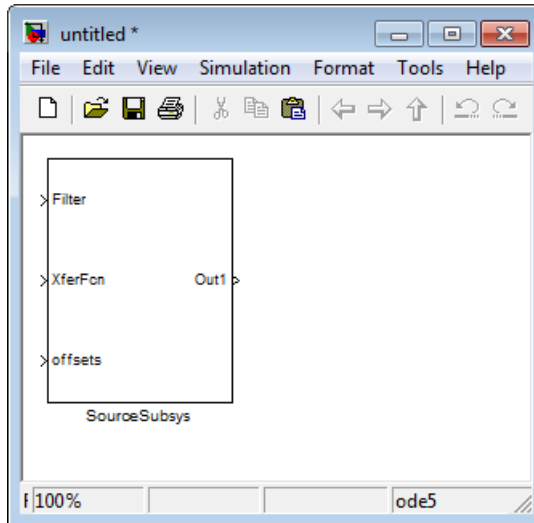 untitled *
File Edit View Simulation Format Tools Help
Filter
XferFcn Out1
offsets
SourceSubsys
100% ode5